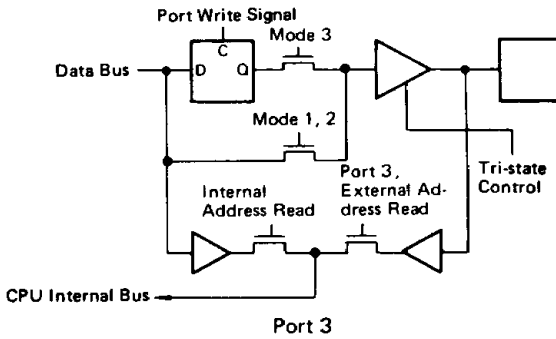 Port Write Signal
C
Mode 3
Data Bus
D
Q
Mode 1, 2
Port 3,
External Ad-
dress Read
Internal
Address Read
Tri-state
Control
CPU Internal Bus
Port 3